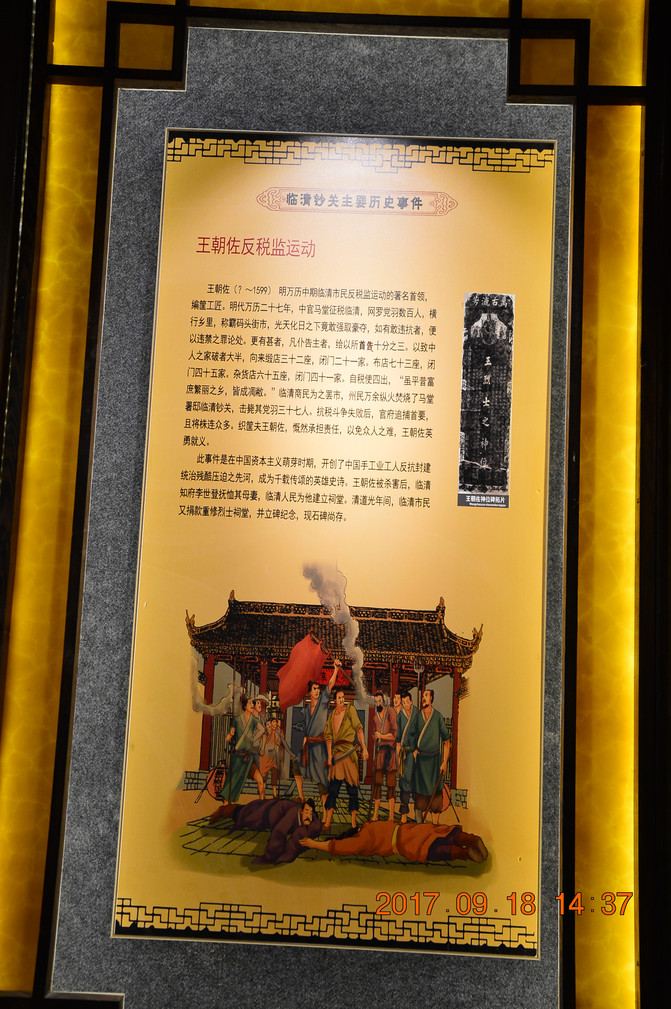 临清钞关主要历史事件
王朝佐反税监运动
王朝佐（？～1599） 明万历中期临清市民反税监运动的著名首领，
编筐工匠。明代万历二十七年，中官马堂征税临清，网罗党羽数百人，横
行乡里，称霸码头街市，光天化日之下竟敢强取豪夺，如有敢违抗者，便
以违禁之罪论处。更有甚者，凡仆告主者，给以所首告十分之三。以致中
人之家破者大半，向来缎店三十二座，闭门二十一家。布店七十三座，闭
门四十五家。杂货店六十五座，闭门四十一家。自税使四出，“虽平昔富
庶繁丽之乡，皆成凋敝。”临清商民为之罢市，州民万余纵火焚烧了马堂
署邸临清钞关，击毙其党羽三十七人。抗税斗争失败后，官府追捕首要，
且将株连众多。织筐夫王朝佐，慨然承担责任，以免众人之难，王朝佐英
勇就义。
此事件是在中国资本主义萌芽时期，开创了中国手工业工人反抗封建
统治残酷压迫之先河，成为千载传颂的英雄史诗。王朝佐被杀害后，临清
知府李世登抚恤其母妻，临清人民为他建立祠堂。清道光年间，临清市民
又捐款重修烈士祠堂，并立碑纪念，现石碑尚存。
万古流芳
王烈士之神位
王朝佐神位碑拓片
2017.09.18 14:37